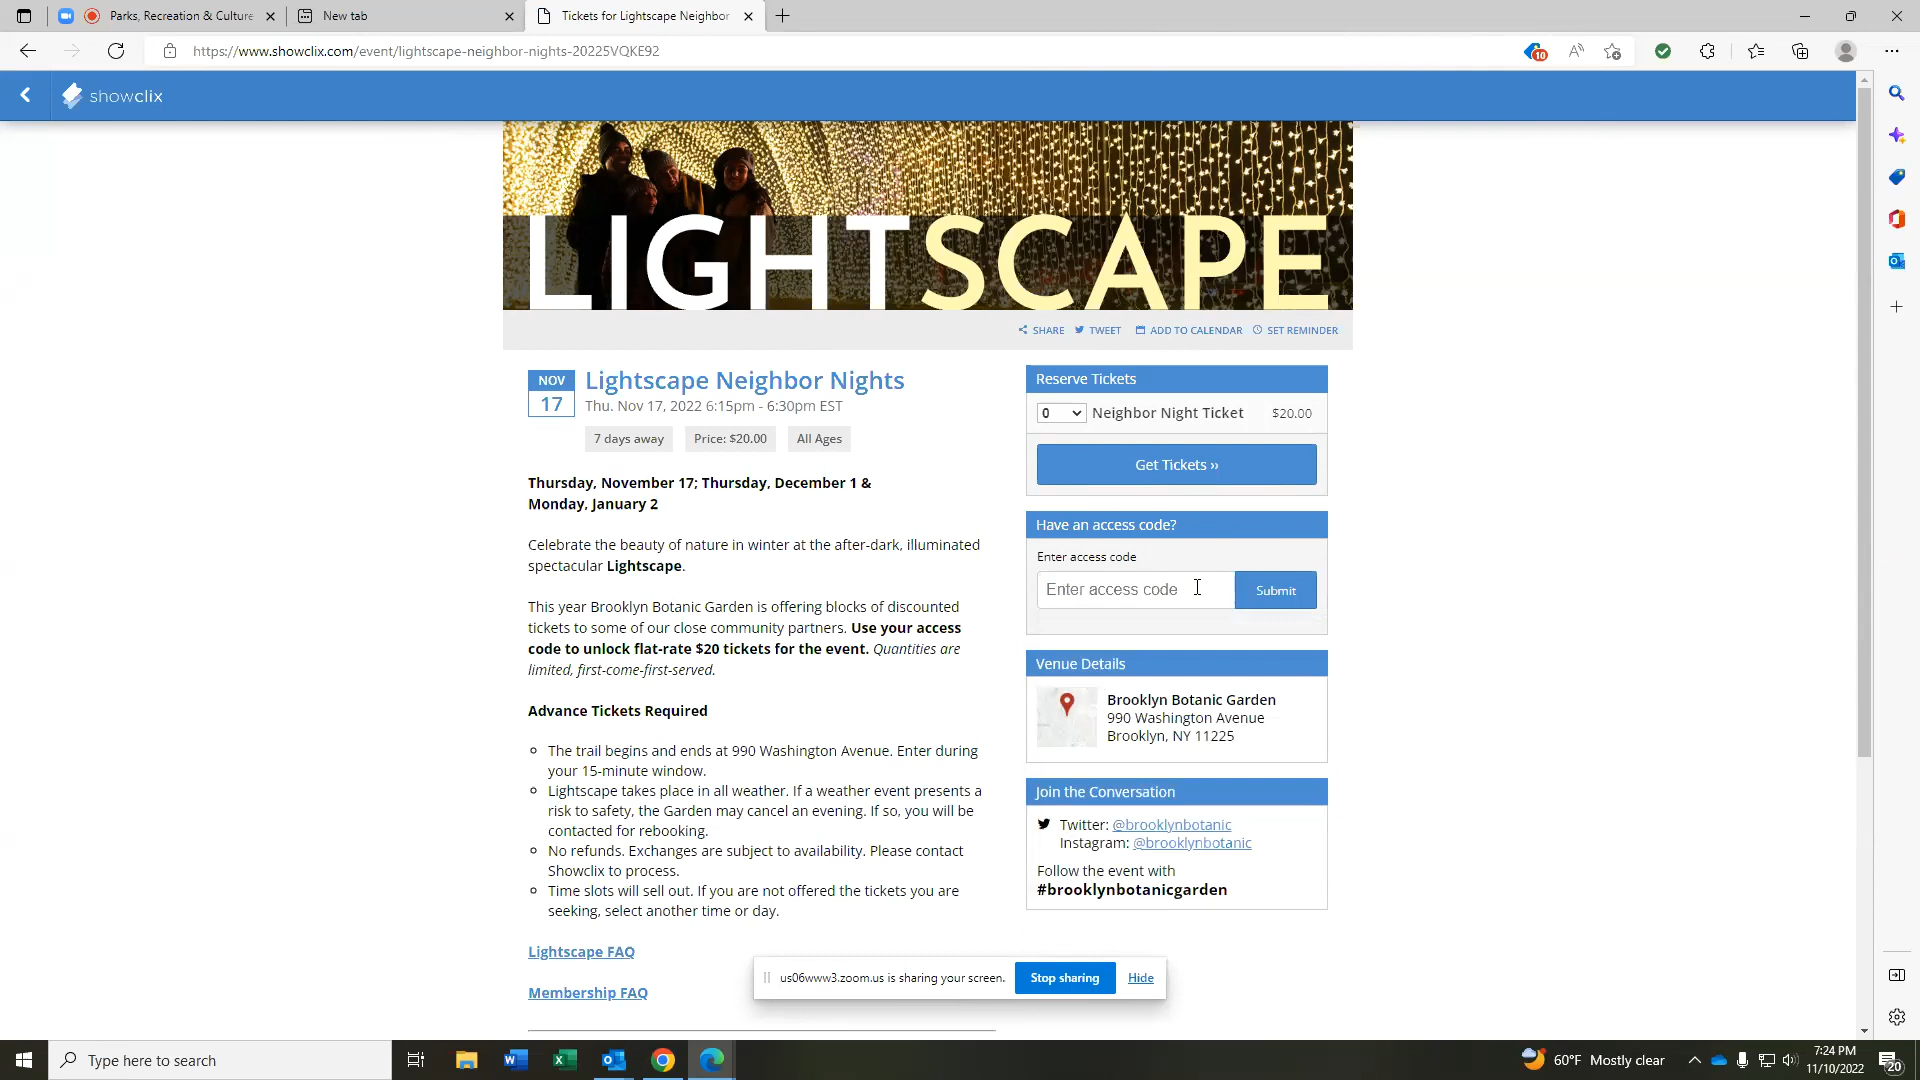 Parks, Recreation & Culture
New tab
Tickets for Lightscape Neighbor
https://www.showclix.com/event/lightscape-neighbor-nights-20225VQKE92
10
showclix
LIGHTSCAPE
SHARE TWEET ADD TO CALENDAR SET REMINDER
NOV
17
Lightscape Neighbor Nights
Thu. Nov 17, 2022 6:15pm - 6:30pm EST
7 days away Price: $20.00 All Ages
Thursday, November 17; Thursday, December 1 &
Monday, January 2
Celebrate the beauty of nature in winter at the after-dark, illuminated
spectacular Lightscape.
This year Brooklyn Botanic Garden is offering blocks of discounted
tickets to some of our close community partners. Use your access
code to unlock flat-rate $20 tickets for the event. Quantities are
limited, first-come-first-served.
Advance Tickets Required
The trail begins and ends at 990 Washington Avenue. Enter during
your 15-minute window.
Lightscape takes place in all weather. If a weather event presents a
risk to safety, the Garden may cancel an evening. If so, you will be
contacted for rebooking.
No refunds. Exchanges are subject to availability. Please contact
Showclix to process.
Time slots will sell out. If you are not offered the tickets you are
seeking, select another time or day.
Lightscape FAQ
Membership FAQ
Reserve Tickets
0 Neighbor Night Ticket $20.00
Get Tickets ››
Have an access code?
Enter access code
Enter access code Submit
Venue Details
Brooklyn Botanic Garden
990 Washington Avenue
Brooklyn, NY 11225
Join the Conversation
Twitter: @brooklynbotanic
Instagram: @brooklynbotanic
Follow the event with
#brooklynbotanicgarden
us06www3.zoom.us is sharing your screen. Stop sharing Hide
Type here to search
60°F Mostly clear
7:24 PM
11/10/2022
20